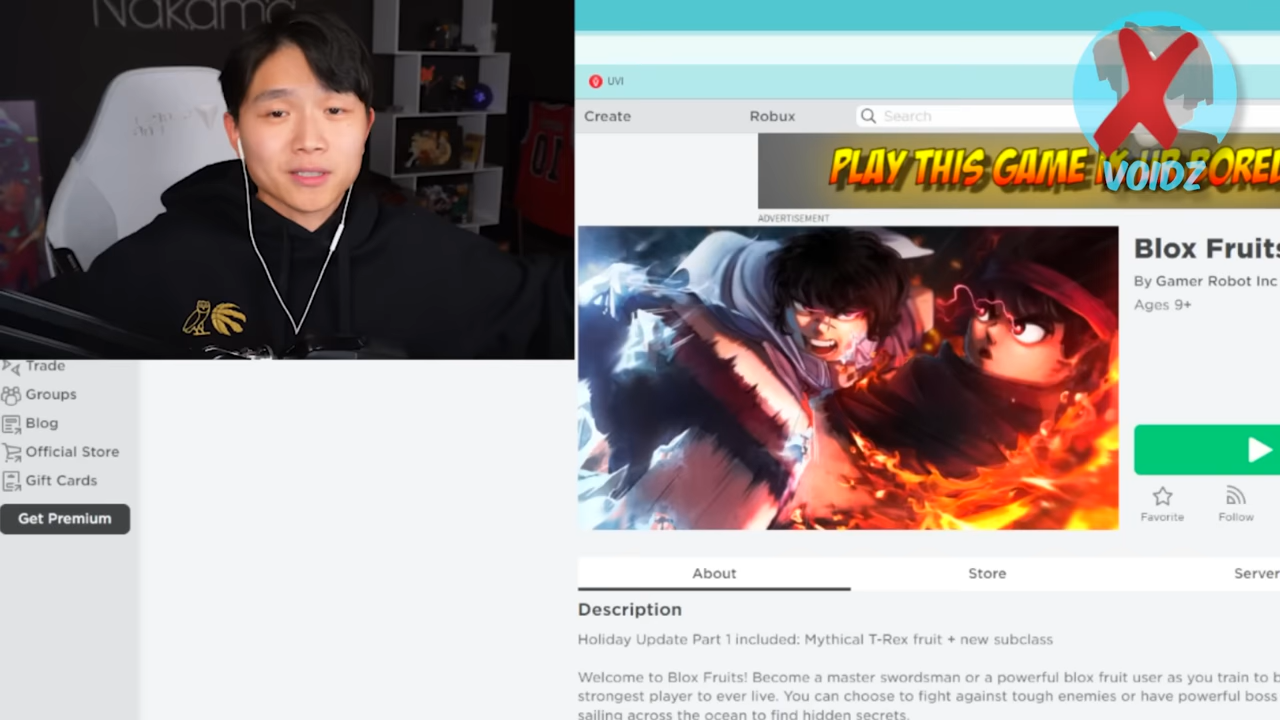 Nakama
UVI
Create
Robux
Search
PLAY THIS GAME BORED
VOIDZ
ADVERTISEMENT
Blox Fruits
By Gamer Robot Inc
Ages 9+
01
Trade
Groups
Blog
Official Store
Gift Cards
Get Premium
Favorite
Follow
About
Store
Server
Description
Holiday Update Part 1 included: Mythical T-Rex fruit + new subclass
Welcome to Blox Fruits! Become a master swordsman or a powerful blox fruit user as you train to b
strongest player to ever live. You can choose to fight against tough enemies or have powerful boss
sailing across the ocean to find hidden secrets.